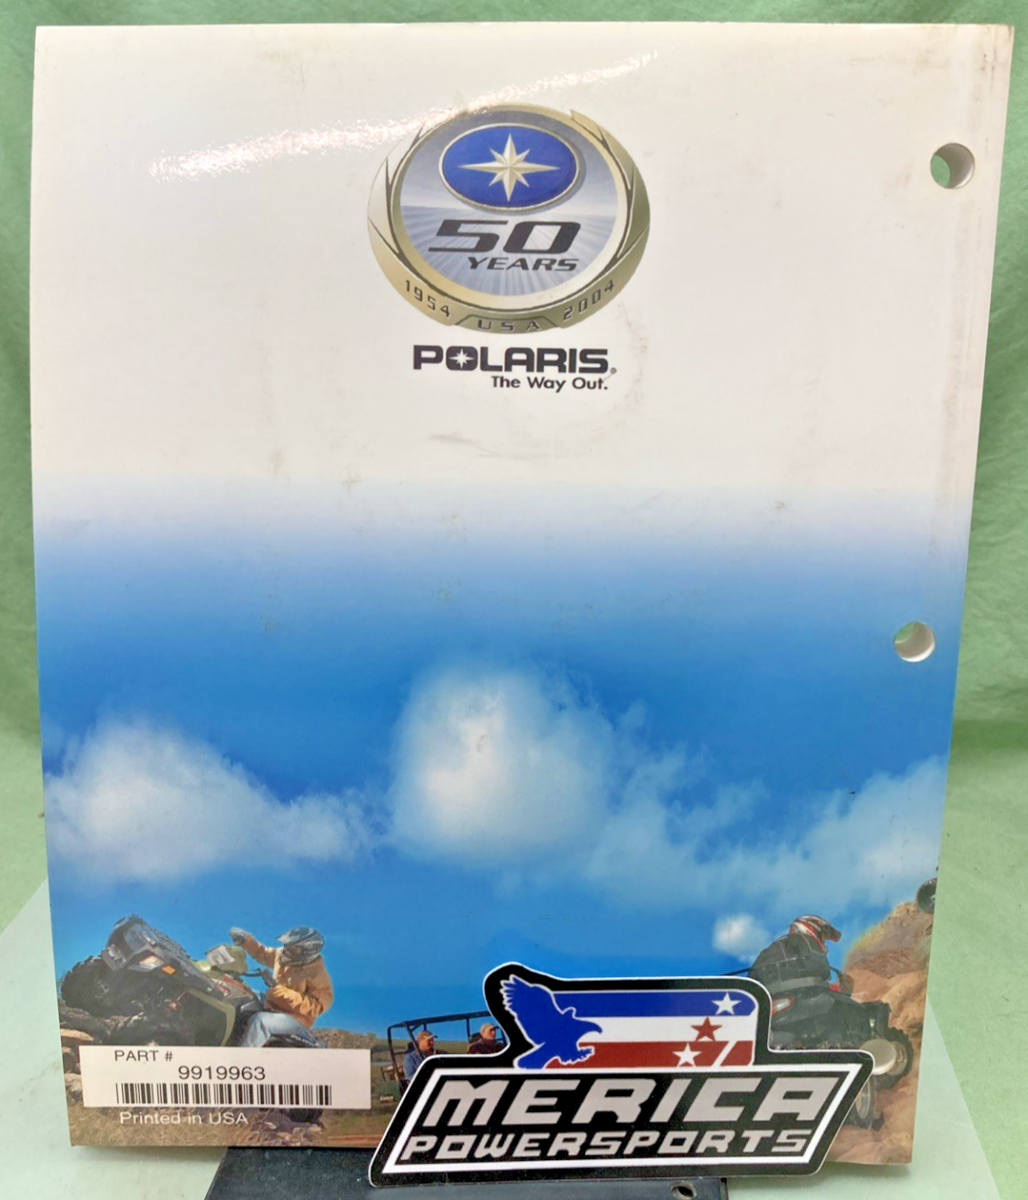 50
YEARS
1954 USA 2004
POLARIS®
The Way Out.
PART #
9919963
Printed in USA
MERICA
POWERSPORTS